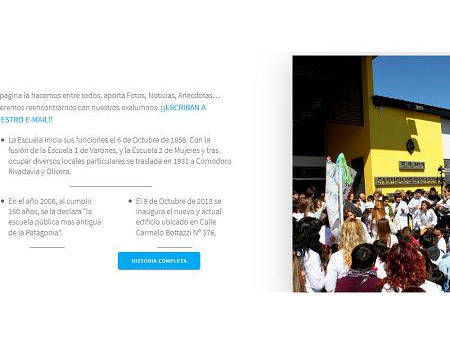 pagina la hacemos entre todos, aportá Fotos, Noticias, Anecdotas...
eremos reencontrarnos con nuestros exalumnos. ¡¡ESCRIBAN A
ESTRO E-MAIL!!
La Escuela inicia sus funciones el 6 de Octubre de 1856. Con la
fusión de la Escuela 1 de Varones, y la Escuela 2 de Mujeres y tras
ocupar diversos locales particulares se traslada en 1931 a Comodoro
Rivadavia y Olivera.
En el año 2006, al cumplir
150 años, se la declara "la
escuela pública mas antigua
de la Patagonia".
El 9 de Octubre de 2013 se
inaugura el nuevo y actual
edificio ubicado en Calle
Carmelo Bottazzi N° 376.
HISTORIA COMPLETA